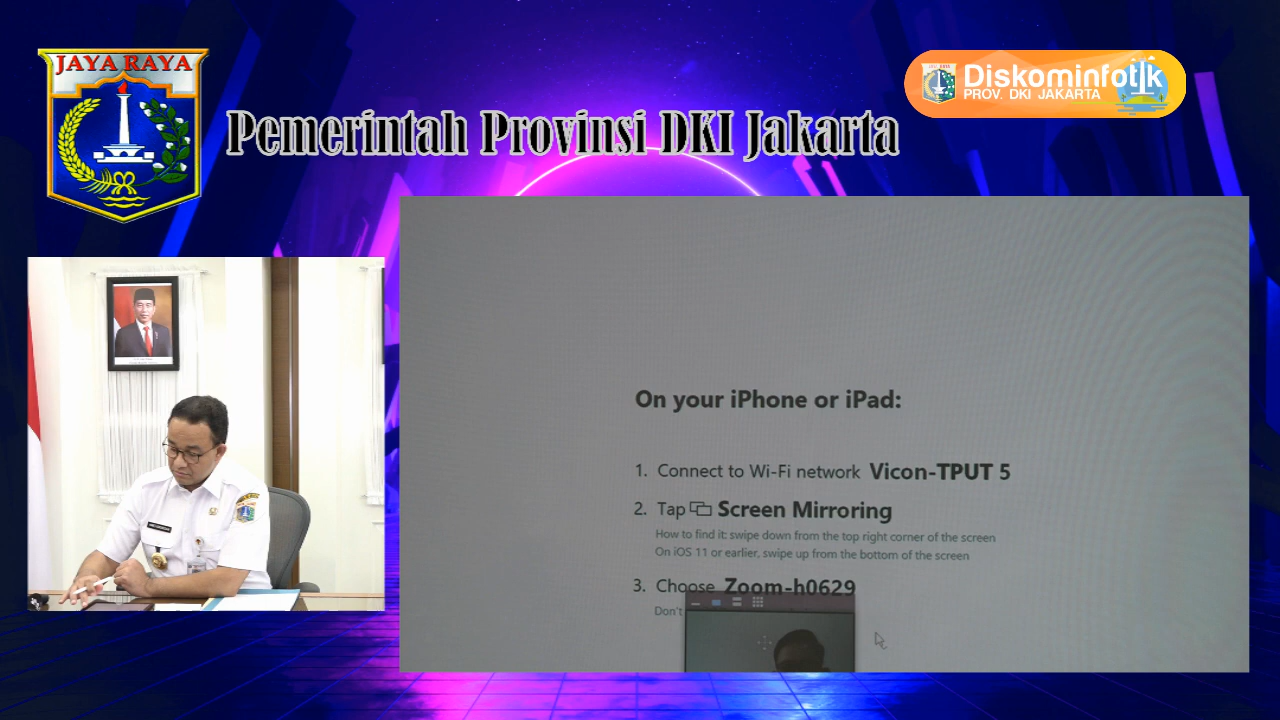 JAYA RAYA
Diskominfotik
PROV. DKI JAKARTA
Pemerintah Provinsi DKI Jakarta
On your iPhone or iPad:
1. Connect to Wi-Fi network Vicon-TPUT 5
2. Tap Screen Mirroring
How to find it: swipe down from the top right corner of the screen
On iOS 11 or earlier, swipe up from the bottom of the screen
3. Choose Zoom-h0629
Don't